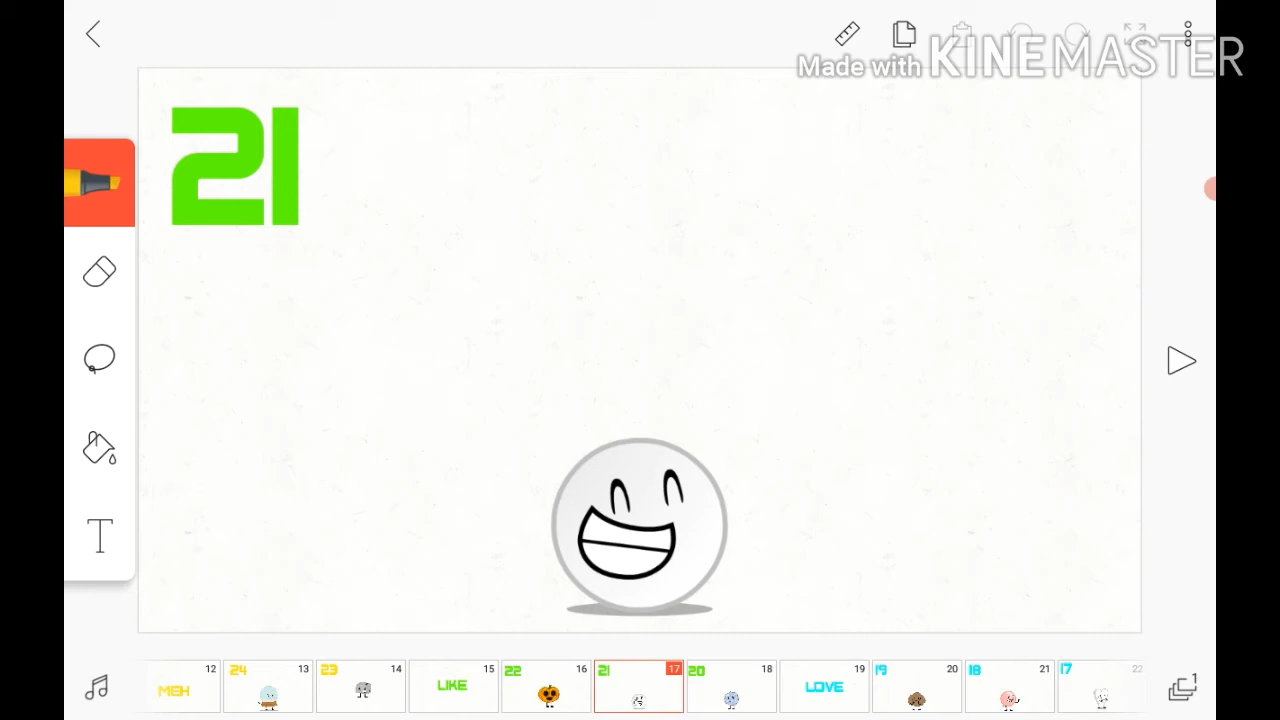 Made with KINEMASTER
21
T
12 24 13 23 14 15 22 16 21 17 20 18 19 19 20 18 21 17 22
MEH LIKE LOVE
1